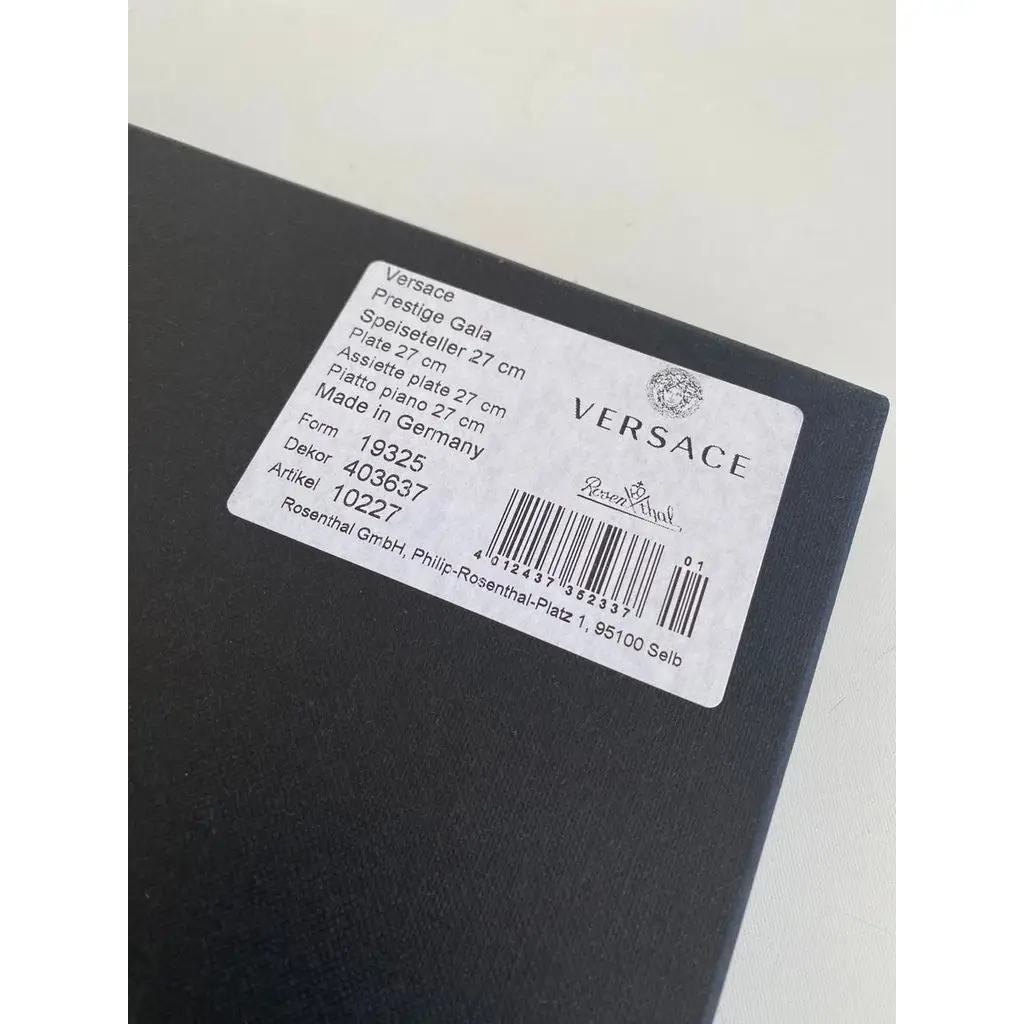 Versace
Prestige Gala
Speiseteller 27 cm
Plate 27 cm
Assiette plate 27 cm
Piatto piano 27 cm
Made in Germany
Form 19325
Dekor 403637
Artikel 10227
Rosenthal GmbH, Philip-Rosenthal-Platz 1, 95100 Selb
VERSACE
Rosenthal
01
4 012437 352337